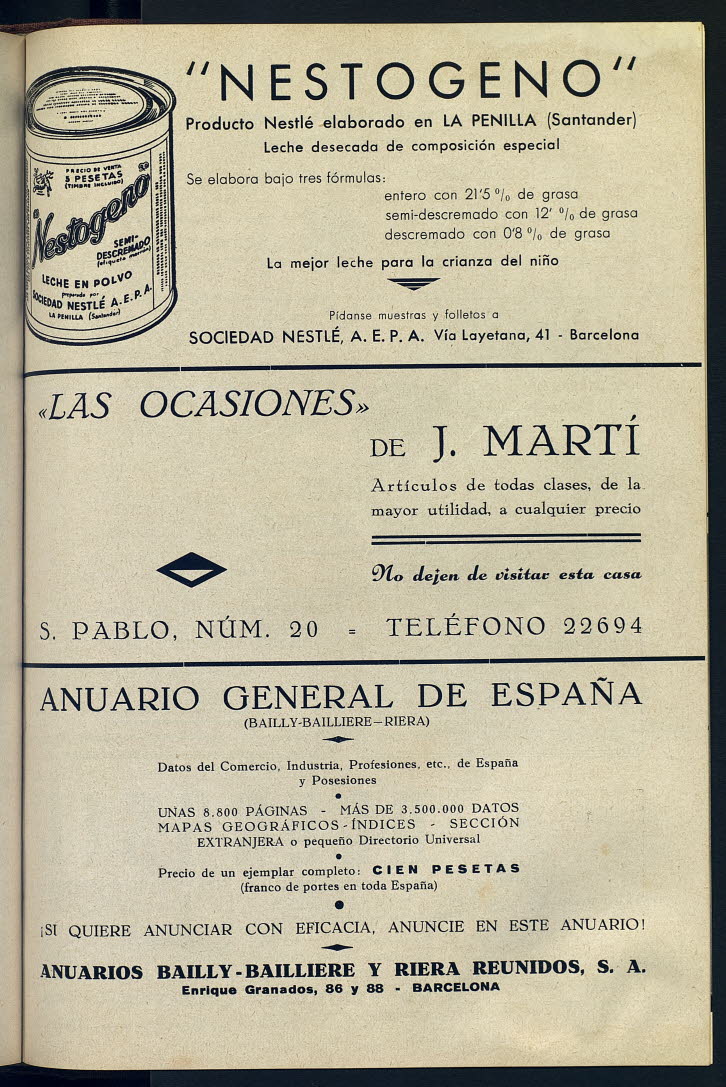 "NESTOGENO"
Producto Nestlé elaborado en LA PENILLA (Santander)
Leche desecada de composición especial
Se elabora bajo tres fórmulas:
entero con 21'5 % de grasa
semi-descremado con 12' % de grasa
descremado con 0'8 % de grasa
La mejor leche para la crianza del niño
Pídanse muestras y folletos a
SOCIEDAD NESTLÉ, A. E. P. A. Vía Layetana, 41 - Barcelona
PRECIO DE VENTA
5 PESETAS
(TIMBRE INCLUIDO)
"Nestogeno"
SEMI-
DESCREMADO
(etiqueta marrón)
LECHE EN POLVO
preparada por
SOCIEDAD NESTLÉ A.E.P.A.
LA PENILLA (Santander)
«LAS OCASIONES»
DE J. MARTÍ
Artículos de todas clases, de la
mayor utilidad, a cualquier precio
No dejen de visitar esta casa
S. PABLO, NÚM. 20 = TELÉFONO 22694
ANUARIO GENERAL DE ESPAÑA
(BAILLY-BAILLIERE-RIERA)
Datos del Comercio, Industria, Profesiones, etc., de España
y Posesiones
UNAS 8.800 PÁGINAS - MÁS DE 3.500.000 DATOS
MAPAS GEOGRÁFICOS - ÍNDICES - SECCIÓN
EXTRANJERA o pequeño Directorio Universal
Precio de un ejemplar completo: CIEN PESETAS
(franco de portes en toda España)
¡SI QUIERE ANUNCIAR CON EFICACIA, ANUNCIE EN ESTE ANUARIO!
ANUARIOS BAILLY-BAILLIERE Y RIERA REUNIDOS, S. A.
Enrique Granados, 86 y 88 - BARCELONA